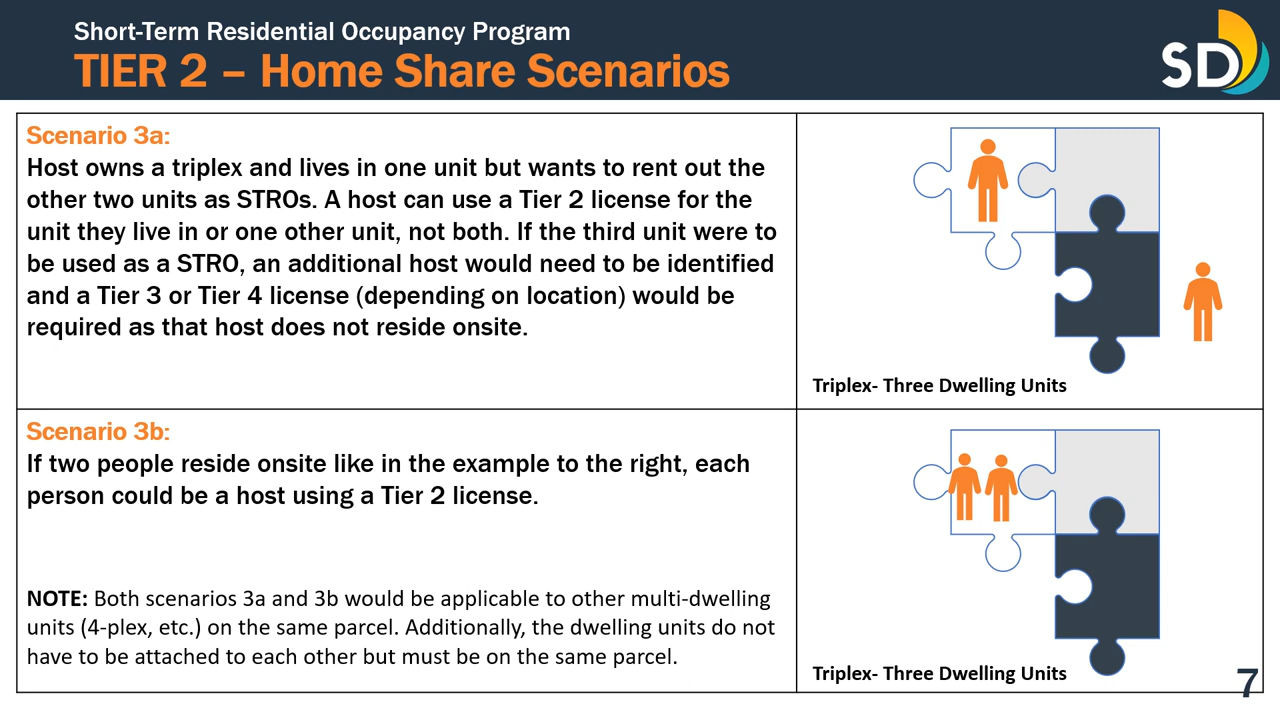 Short-Term Residential Occupancy Program
TIER 2 – Home Share Scenarios
SD
Scenario 3a:
Host owns a triplex and lives in one unit but wants to rent out the
other two units as STROs. A host can use a Tier 2 license for the
unit they live in or one other unit, not both. If the third unit were to
be used as a STRO, an additional host would need to be identified
and a Tier 3 or Tier 4 license (depending on location) would be
required as that host does not reside onsite.
Triplex- Three Dwelling Units
Scenario 3b:
If two people reside onsite like in the example to the right, each
person could be a host using a Tier 2 license.
NOTE: Both scenarios 3a and 3b would be applicable to other multi-dwelling
units (4-plex, etc.) on the same parcel. Additionally, the dwelling units do not
have to be attached to each other but must be on the same parcel.
Triplex- Three Dwelling Units
7